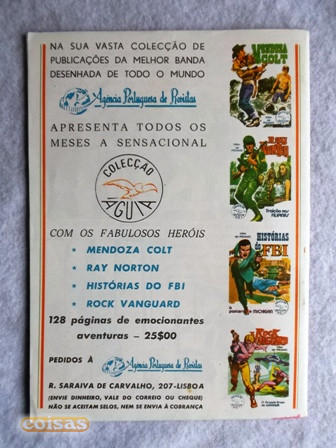 NA SUA VASTA COLECÇÃO DE
PUBLICAÇÕES DA MELHOR BANDA
DESENHADA DE TODO O MUNDO
Agência Portuguesa de Revistas
APRESENTA TODOS OS
MESES A SENSACIONAL
COLECÇÃO
ÁGUIA
COM OS FABULOSOS HERÓIS
MENDOZA COLT
RAY NORTON
HISTÓRIAS DO FBI
ROCK VANGUARD
128 páginas de emocionantes
aventuras – 25$00
PEDIDOS À
Agência Portuguesa de Revistas
R. SARAIVA DE CARVALHO, 207-LISBOA
(ENVIE DINHEIRO, VALE DO CORREIO OU CHEQUE)
NÃO SE ACEITAM SELOS, NEM SE ENVIA À COBRANÇA
MENDOZA
COLT
RAY
NORTON
HISTÓRIAS
do FBI
ROCK
VANGUARD
coisas